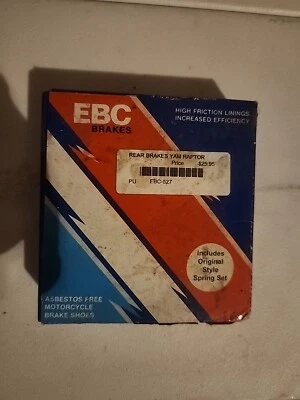 EBC
BRAKES
HIGH FRICTION LININGS
INCREASED EFFICIENCY
REAR BRAKES YAM RAPTOR
Price $25.95
PU EBC-527
Includes
Original
Style
Spring Set
ASBESTOS FREE
MOTORCYCLE
BRAKE SHOES